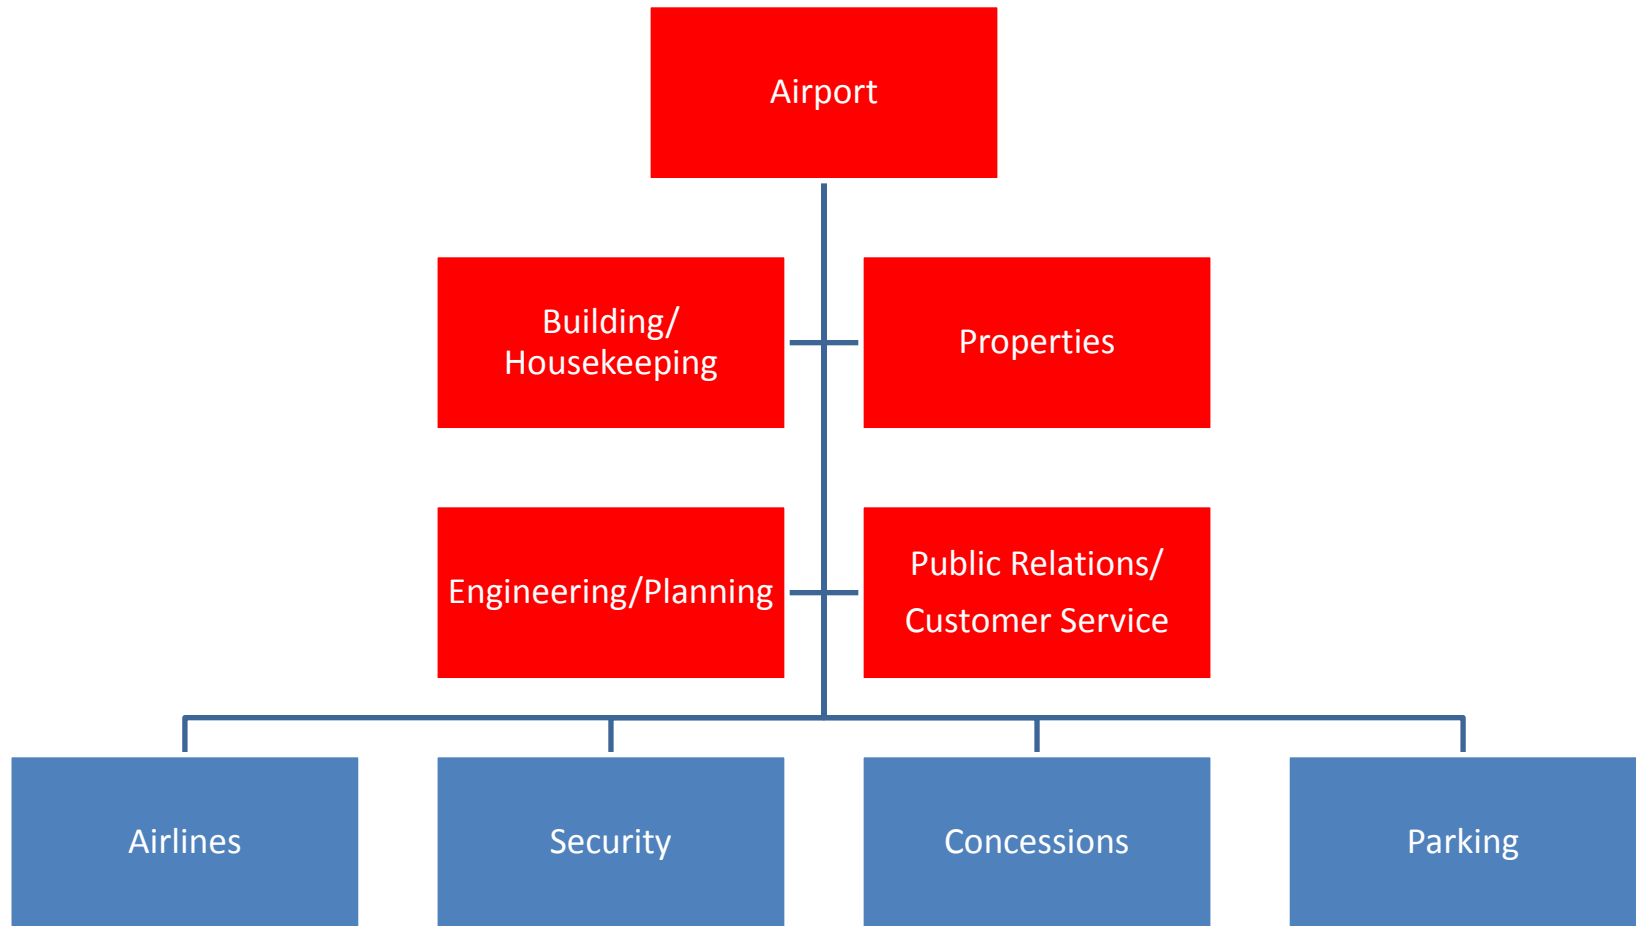 Airport
Building/
Housekeeping
Properties
Engineering/Planning
Public Relations/
Customer Service
Airlines
Security
Concessions
Parking